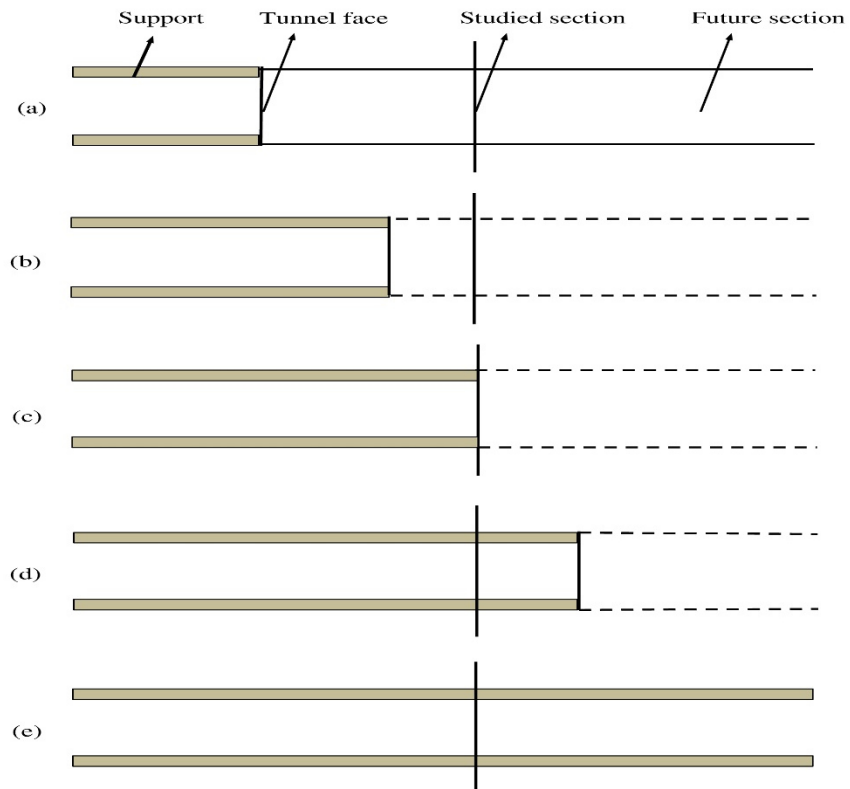 Support Tunnel face Studied section Future section
(a)
(b)
(c)
(d)
(e)